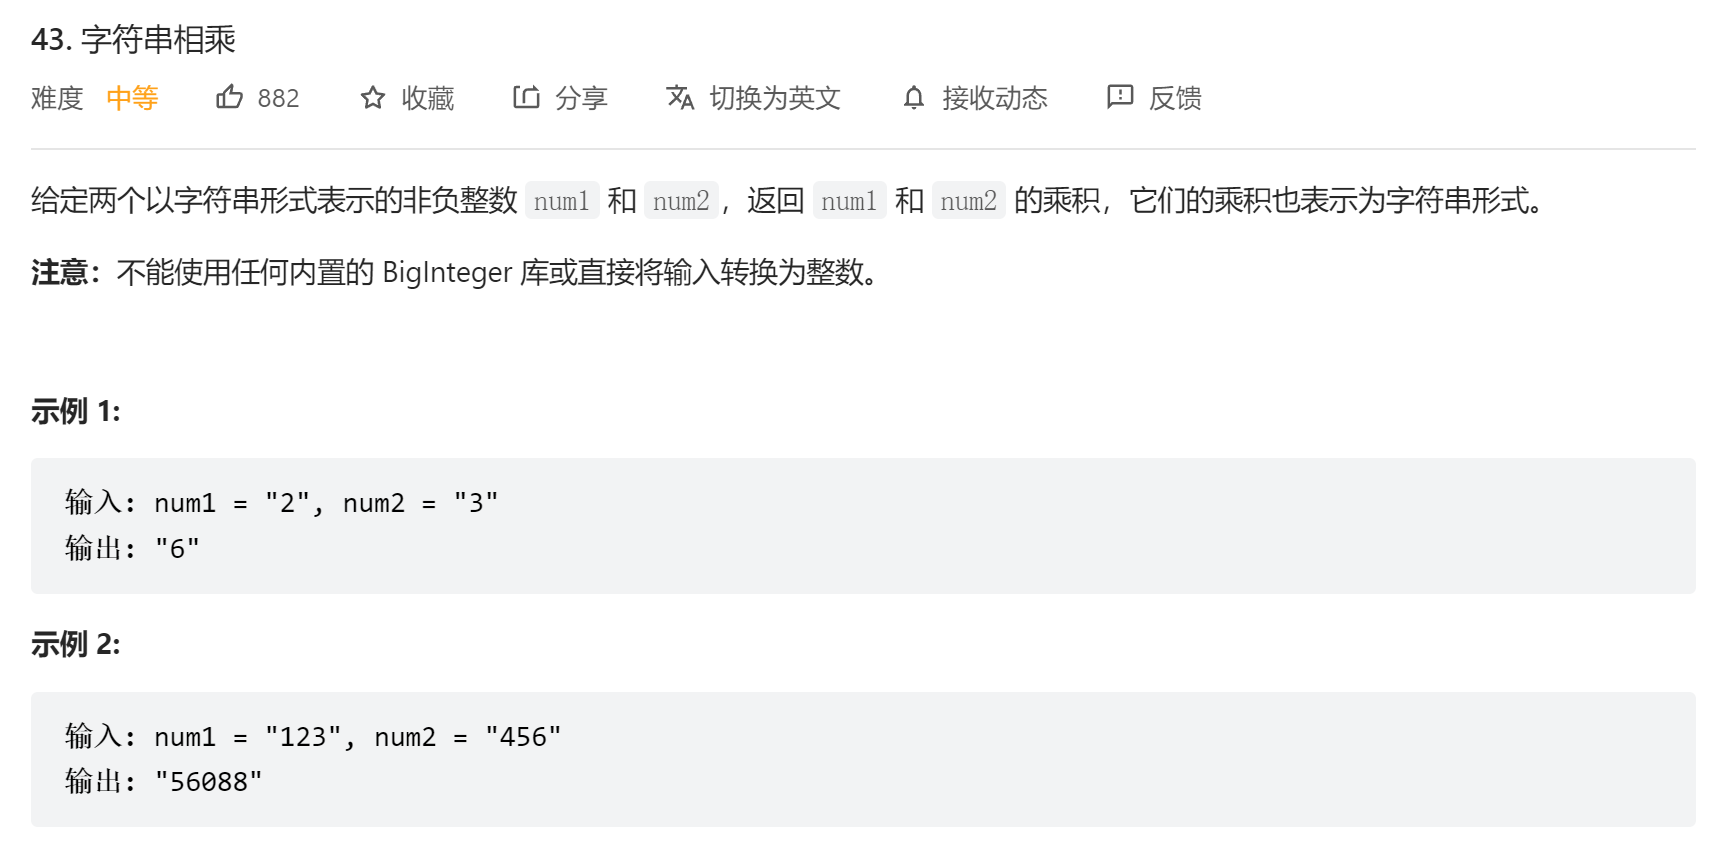 43. 字符串相乘
难度 中等 882 收藏 分享 切换为英文 接收动态 反馈
给定两个以字符串形式表示的非负整数 num1 和 num2，返回 num1 和 num2 的乘积，它们的乘积也表示为字符串形式。
注意：不能使用任何内置的 BigInteger 库或直接将输入转换为整数。
示例 1:
输入: num1 = "2", num2 = "3"
输出: "6"
示例 2:
输入: num1 = "123", num2 = "456"
输出: "56088"